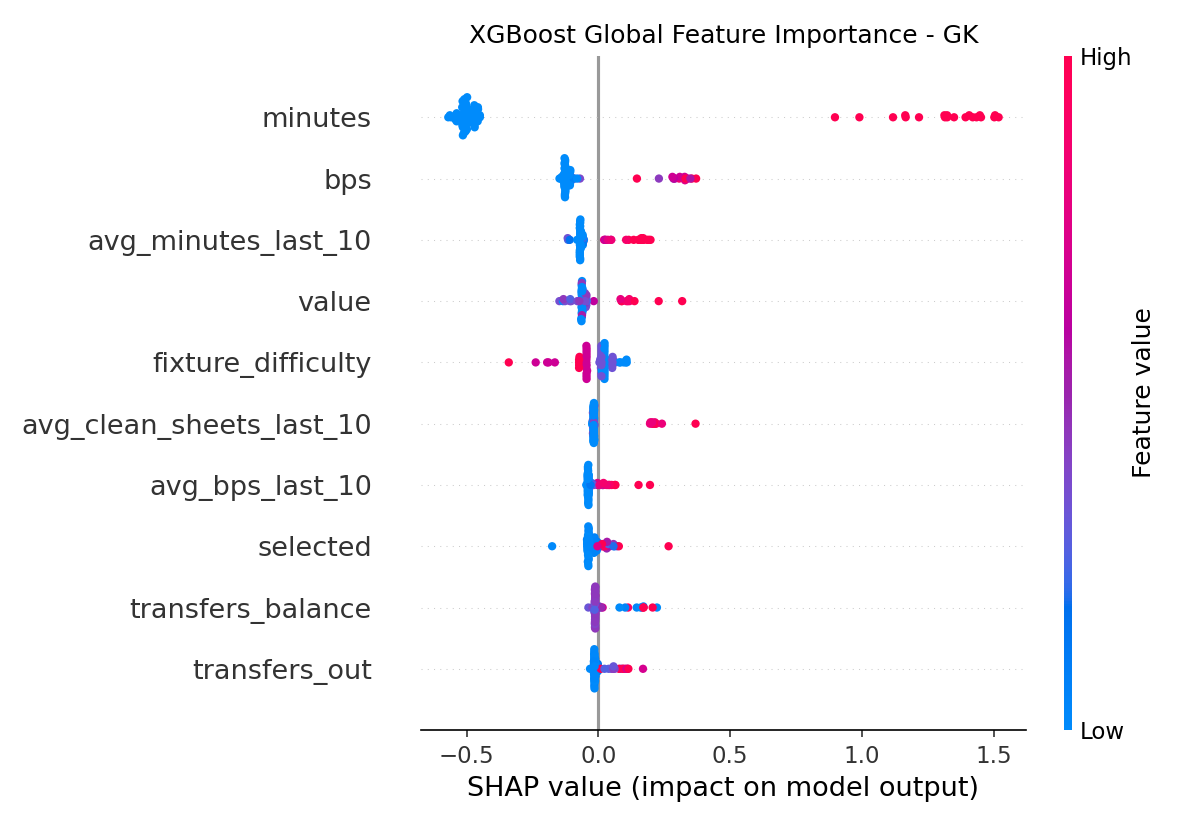 XGBoost Global Feature Importance - GK
High
minutes
bps
avg_minutes_last_10
value
fixture_difficulty
avg_clean_sheets_last_10
avg_bps_last_10
selected
transfers_balance
transfers_out
Feature value
Low
−0.5 0.0 0.5 1.0 1.5
SHAP value (impact on model output)